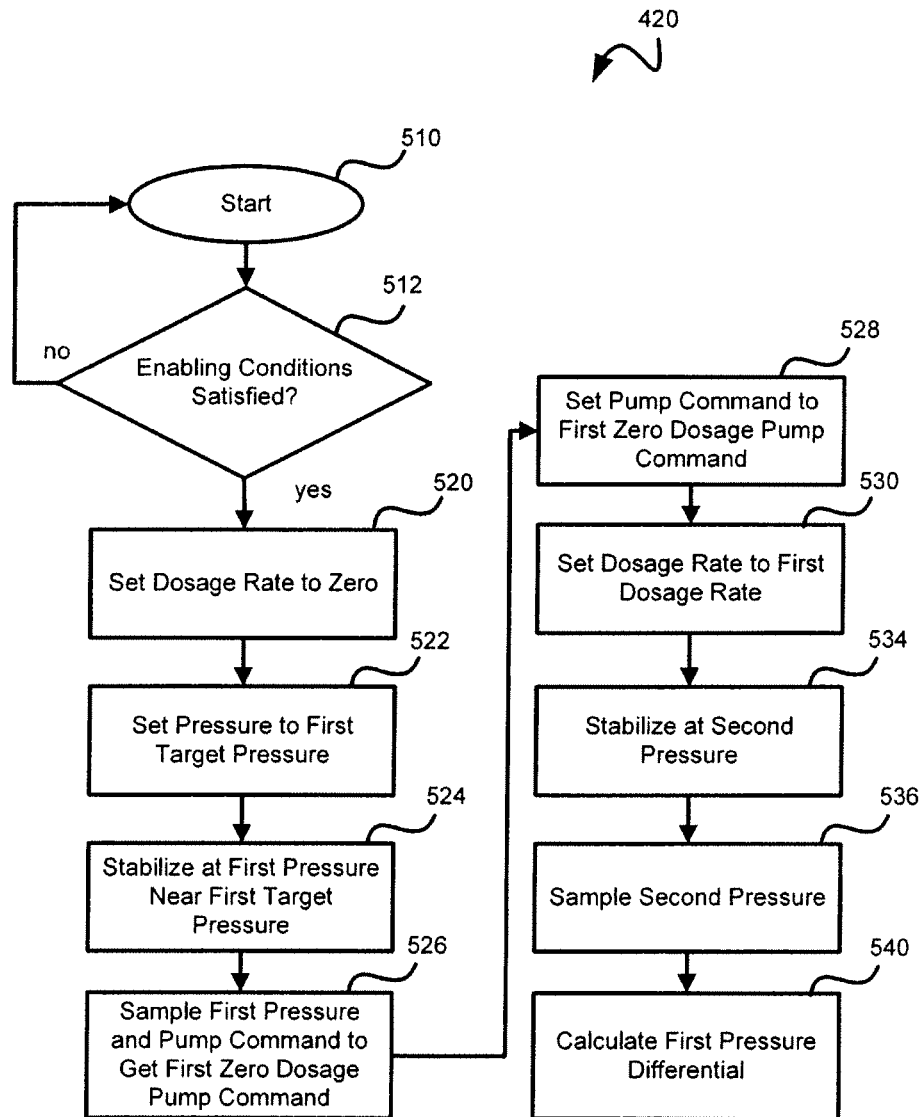 420
510
Start
512
no
Enabling Conditions
Satisfied?
yes
520
Set Dosage Rate to Zero
522
Set Pressure to First
Target Pressure
524
Stabilize at First Pressure
Near First Target
Pressure
526
Sample First Pressure
and Pump Command to
Get First Zero Dosage
Pump Command
528
Set Pump Command to
First Zero Dosage Pump
Command
530
Set Dosage Rate to First
Dosage Rate
534
Stabilize at Second
Pressure
536
Sample Second Pressure
540
Calculate First Pressure
Differential